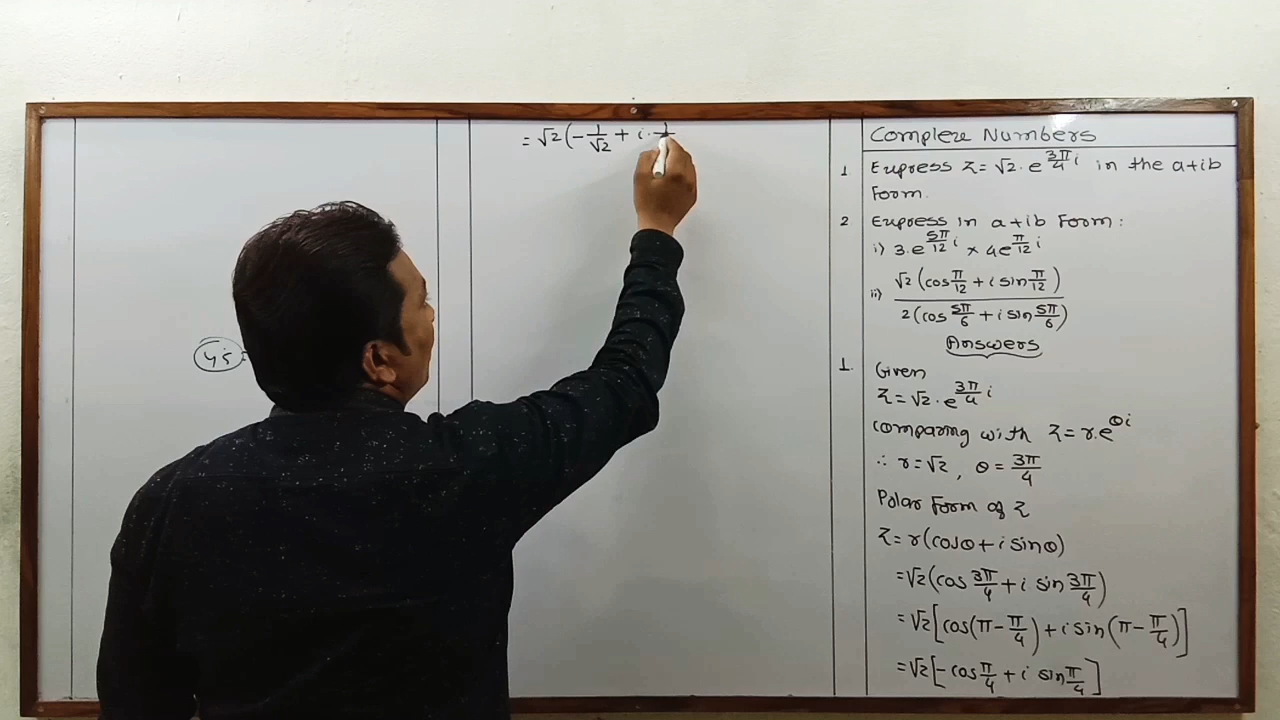 Complex Numbers
1 Express z = √2 · e^(3π/4 i) in the a+ib
Form.
2 Express in a+ib Form:
i) 3·e^(5π/12 i) × 4e^(π/12 i)
ii) √2 (cos π/12 + i sin π/12) / 2 (cos 5π/6 + i sin 5π/6)
Answers
1. Given
z = √2 · e^(3π/4 i)
comparing with z = r·e^(θi)
∴ r = √2, θ = 3π/4
Polar Form of z
z = r(cosθ + i sinθ)
= √2 (cos 3π/4 + i sin 3π/4)
= √2 [cos(π − π/4) + i sin(π − π/4)]
= √2 [−cos π/4 + i sin π/4]
= √2 (− 1/√2 + i · 1